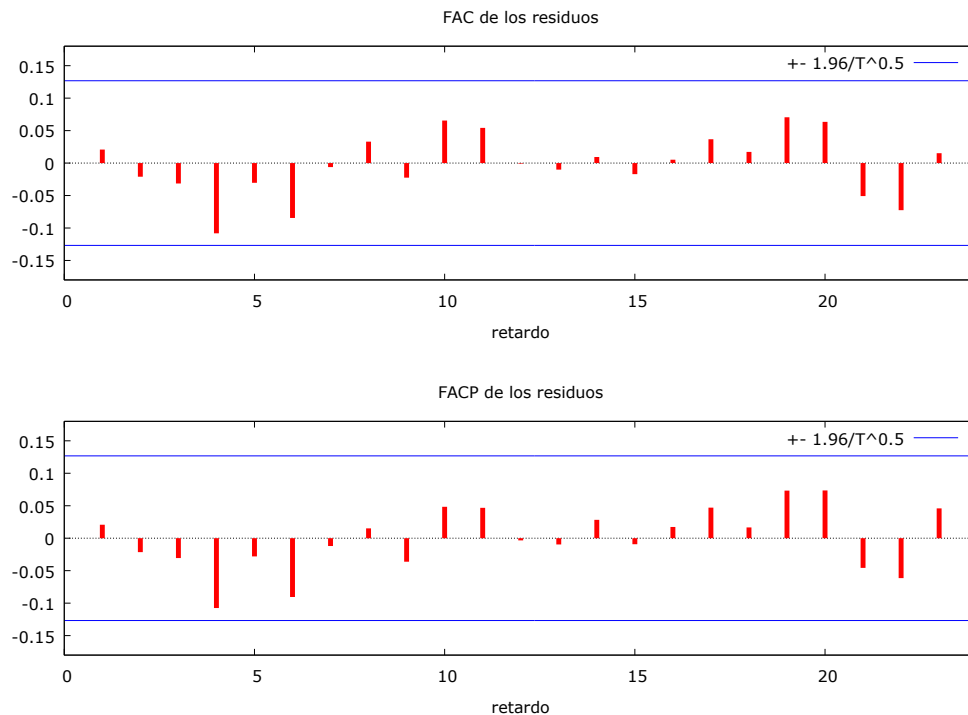 FAC de los residuos
+- 1.96/T^0.5
0.15
0.1
0.05
0
-0.05
-0.1
-0.15
0 5 10 15 20
retardo
FACP de los residuos
+- 1.96/T^0.5
0.15
0.1
0.05
0
-0.05
-0.1
-0.15
0 5 10 15 20
retardo